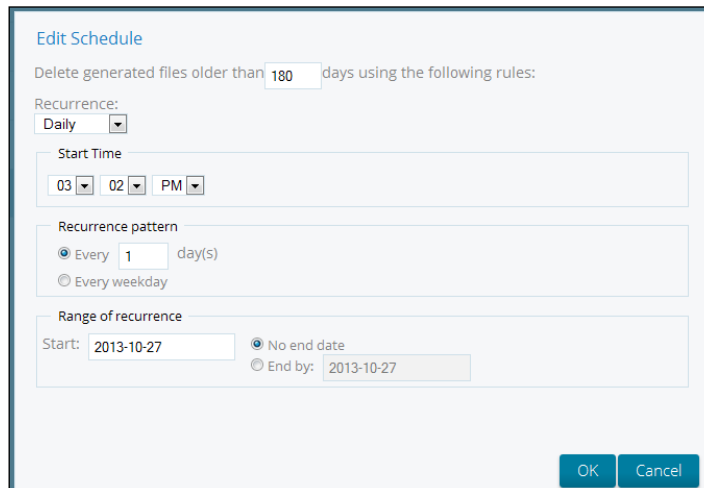 Edit Schedule
Delete generated files older than 180 days using the following rules:
Recurrence:
Daily
Start Time
03 02 PM
Recurrence pattern
Every 1 day(s)
Every weekday
Range of recurrence
Start: 2013-10-27 No end date
End by: 2013-10-27
OK Cancel